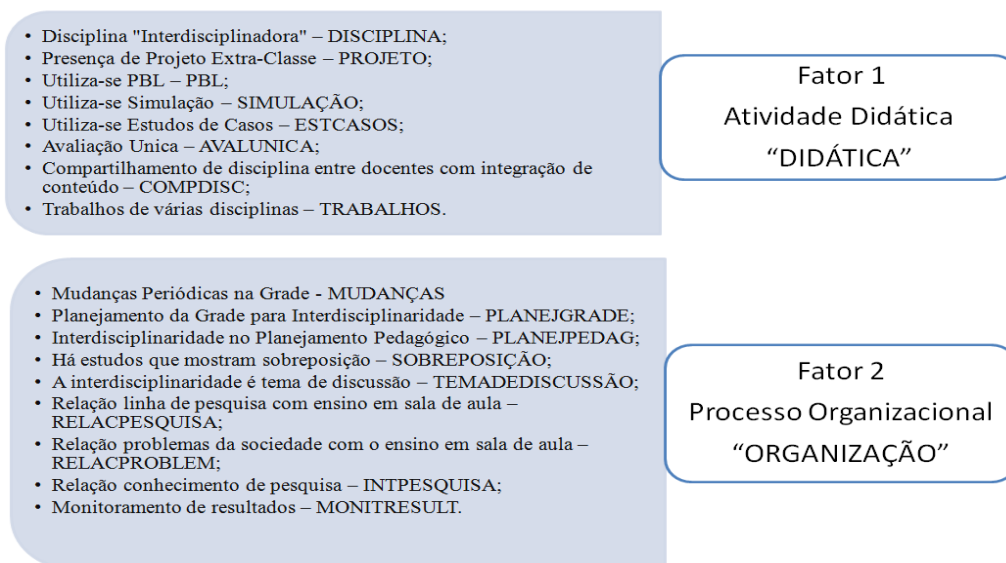 • Disciplina "Interdisciplinadora" – DISCIPLINA;
• Presença de Projeto Extra-Classe – PROJETO;
• Utiliza-se PBL – PBL;
• Utiliza-se Simulação – SIMULAÇÃO;
• Utiliza-se Estudos de Casos – ESTCASOS;
• Avaliação Unica – AVALUNICA;
• Compartilhamento de disciplina entre docentes com integração de
conteúdo – COMPDISC;
• Trabalhos de várias disciplinas – TRABALHOS.
Fator 1
Atividade Didática
“DIDÁTICA”
• Mudanças Periódicas na Grade - MUDANÇAS
• Planejamento da Grade para Interdisciplinaridade – PLANEJGRADE;
• Interdisciplinaridade no Planejamento Pedagógico – PLANEJPEDAG;
• Há estudos que mostram sobreposição – SOBREPOSIÇÃO;
• A interdisciplinaridade é tema de discussão – TEMADEDISCUSSÃO;
• Relação linha de pesquisa com ensino em sala de aula –
RELACPESQUISA;
• Relação problemas da sociedade com o ensino em sala de aula –
RELACPROBLEM;
• Relação conhecimento de pesquisa – INTPESQUISA;
• Monitoramento de resultados – MONITRESULT.
Fator 2
Processo Organizacional
“ORGANIZAÇÃO”